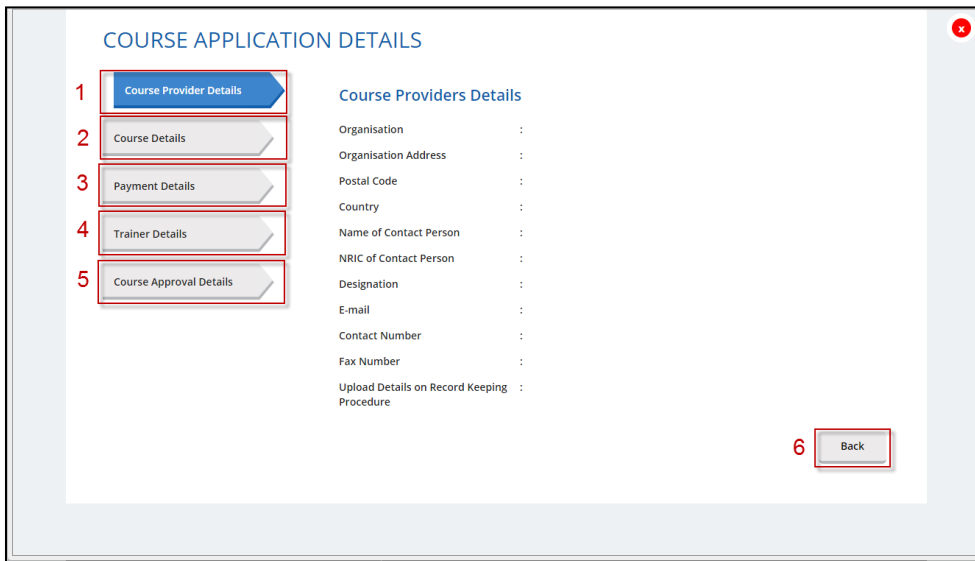 COURSE APPLICATION DETAILS
x
1
Course Provider Details
2
Course Details
3
Payment Details
4
Trainer Details
5
Course Approval Details
Course Providers Details
Organisation :
Organisation Address :
Postal Code :
Country :
Name of Contact Person :
NRIC of Contact Person :
Designation :
E-mail :
Contact Number :
Fax Number :
Upload Details on Record Keeping :
Procedure
6
Back